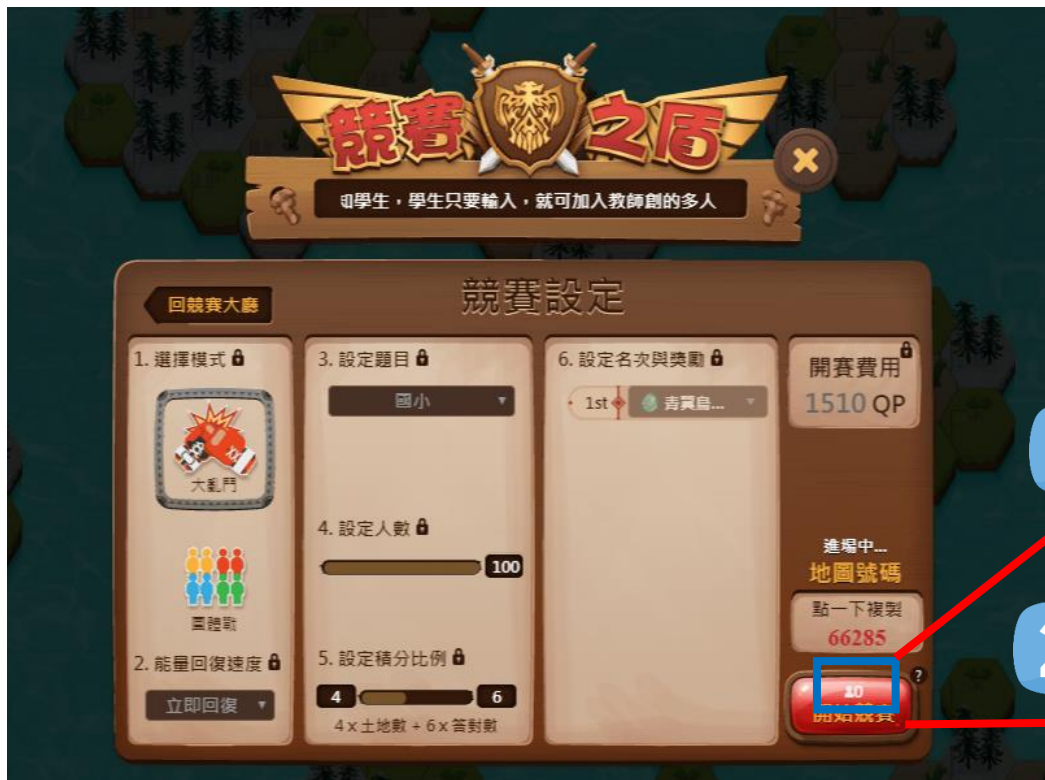 競賽之盾
學生,學生只要輸入,就可加入教師創的多人
回競賽大廳
競賽設定
1. 選擇模式
大亂鬥
團體戰
2. 能量回復速度
立即回復
3. 設定題目
國小
4. 設定人數
100
5. 設定積分比例
4
6
4 x 土地數 + 6 x 答對數
6. 設定名次與獎勵
1st 青翼鳥...
開賽費用
1510 QP
進場中...
地圖號碼
點一下複製
66285
?
開始競賽